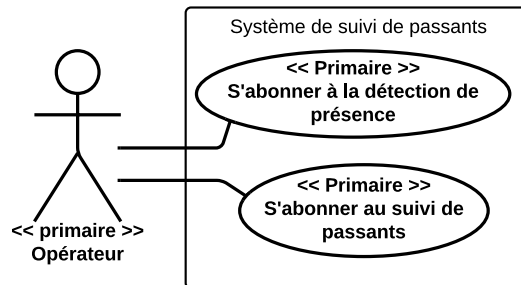 Système de suivi de passants
<< Primaire >>
S'abonner à la détection de
présence
<< Primaire >>
S'abonner au suivi de
passants
<< primaire >>
Opérateur